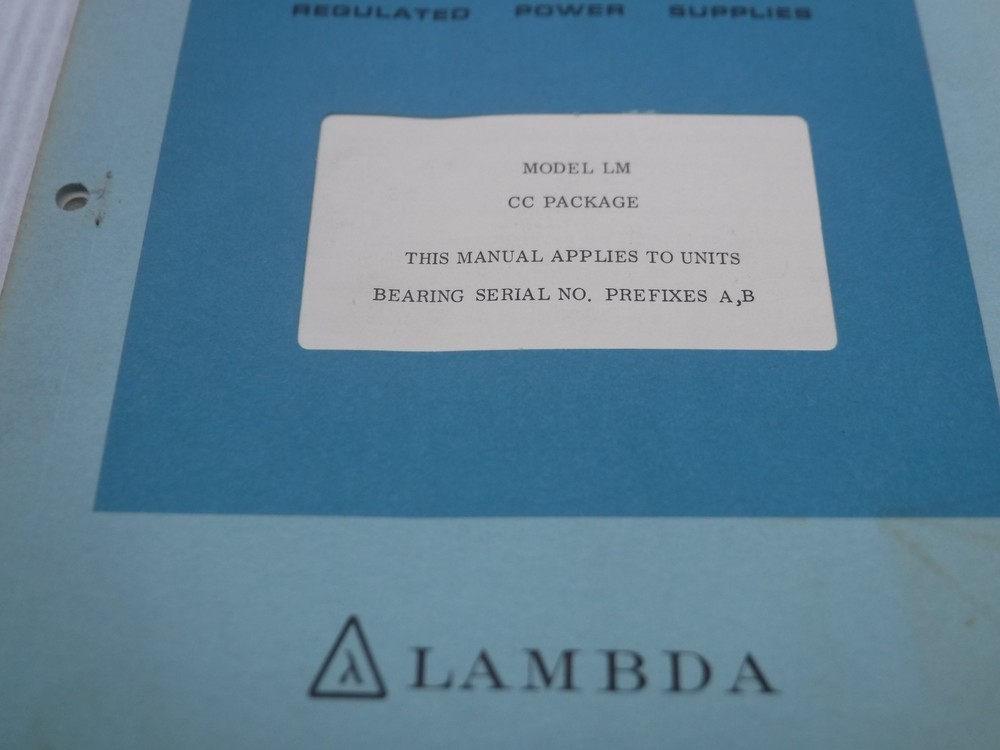 REGULATED POWER SUPPLIES
MODEL LM
CC PACKAGE
THIS MANUAL APPLIES TO UNITS
BEARING SERIAL NO. PREFIXES A,B
λ LAMBDA